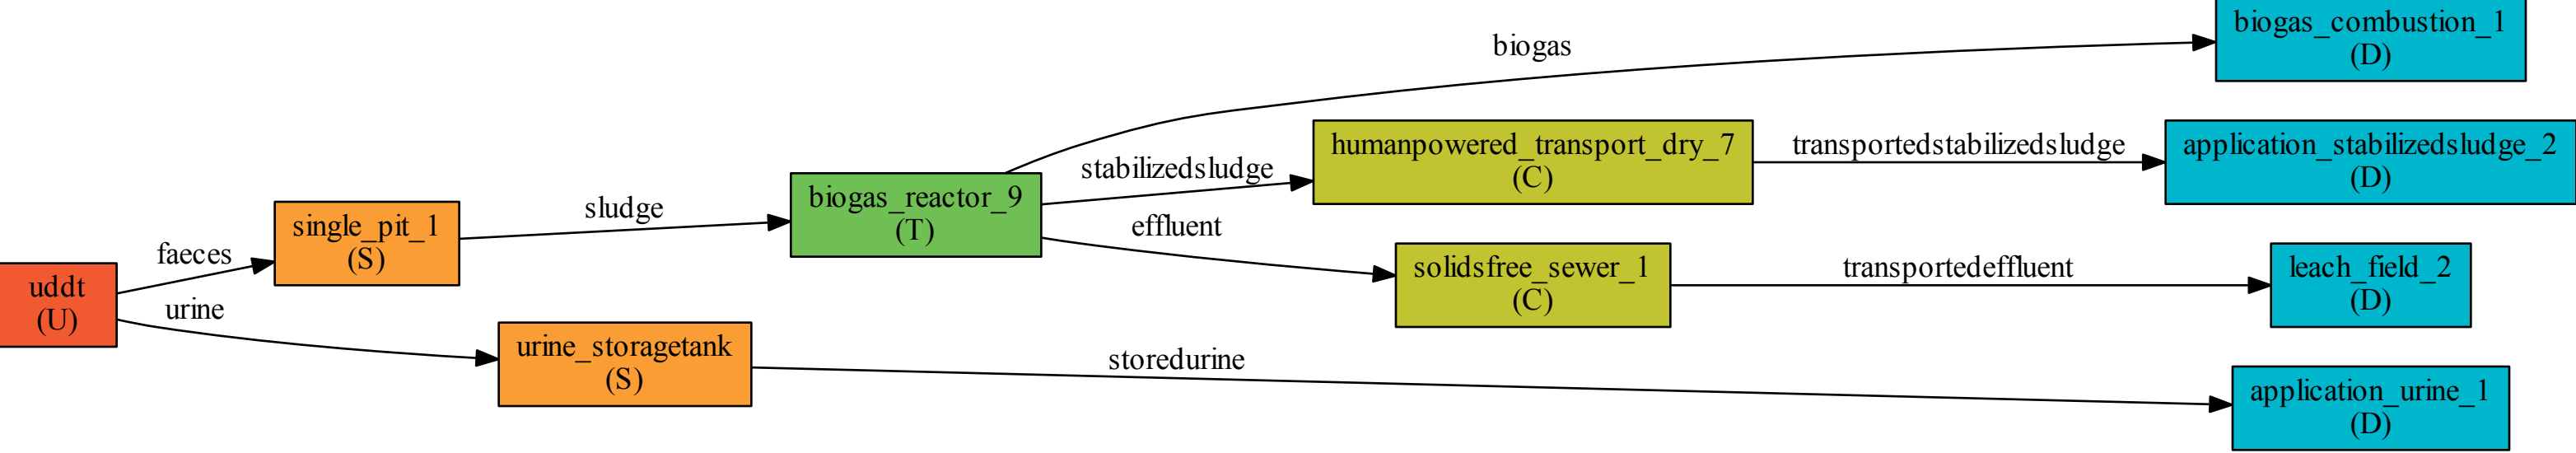 biogas_combustion_1
(D)
biogas
humanpowered_transport_dry_7
(C)
transportedstabilizedsludge
application_stabilizedsludge_2
(D)
stabilizedsludge
biogas_reactor_9
(T)
sludge
single_pit_1
(S)
faeces
effluent
solidsfree_sewer_1
(C)
transportedeffluent
leach_field_2
(D)
uddt
(U)
urine
urine_storagetank
(S)
storedurine
application_urine_1
(D)